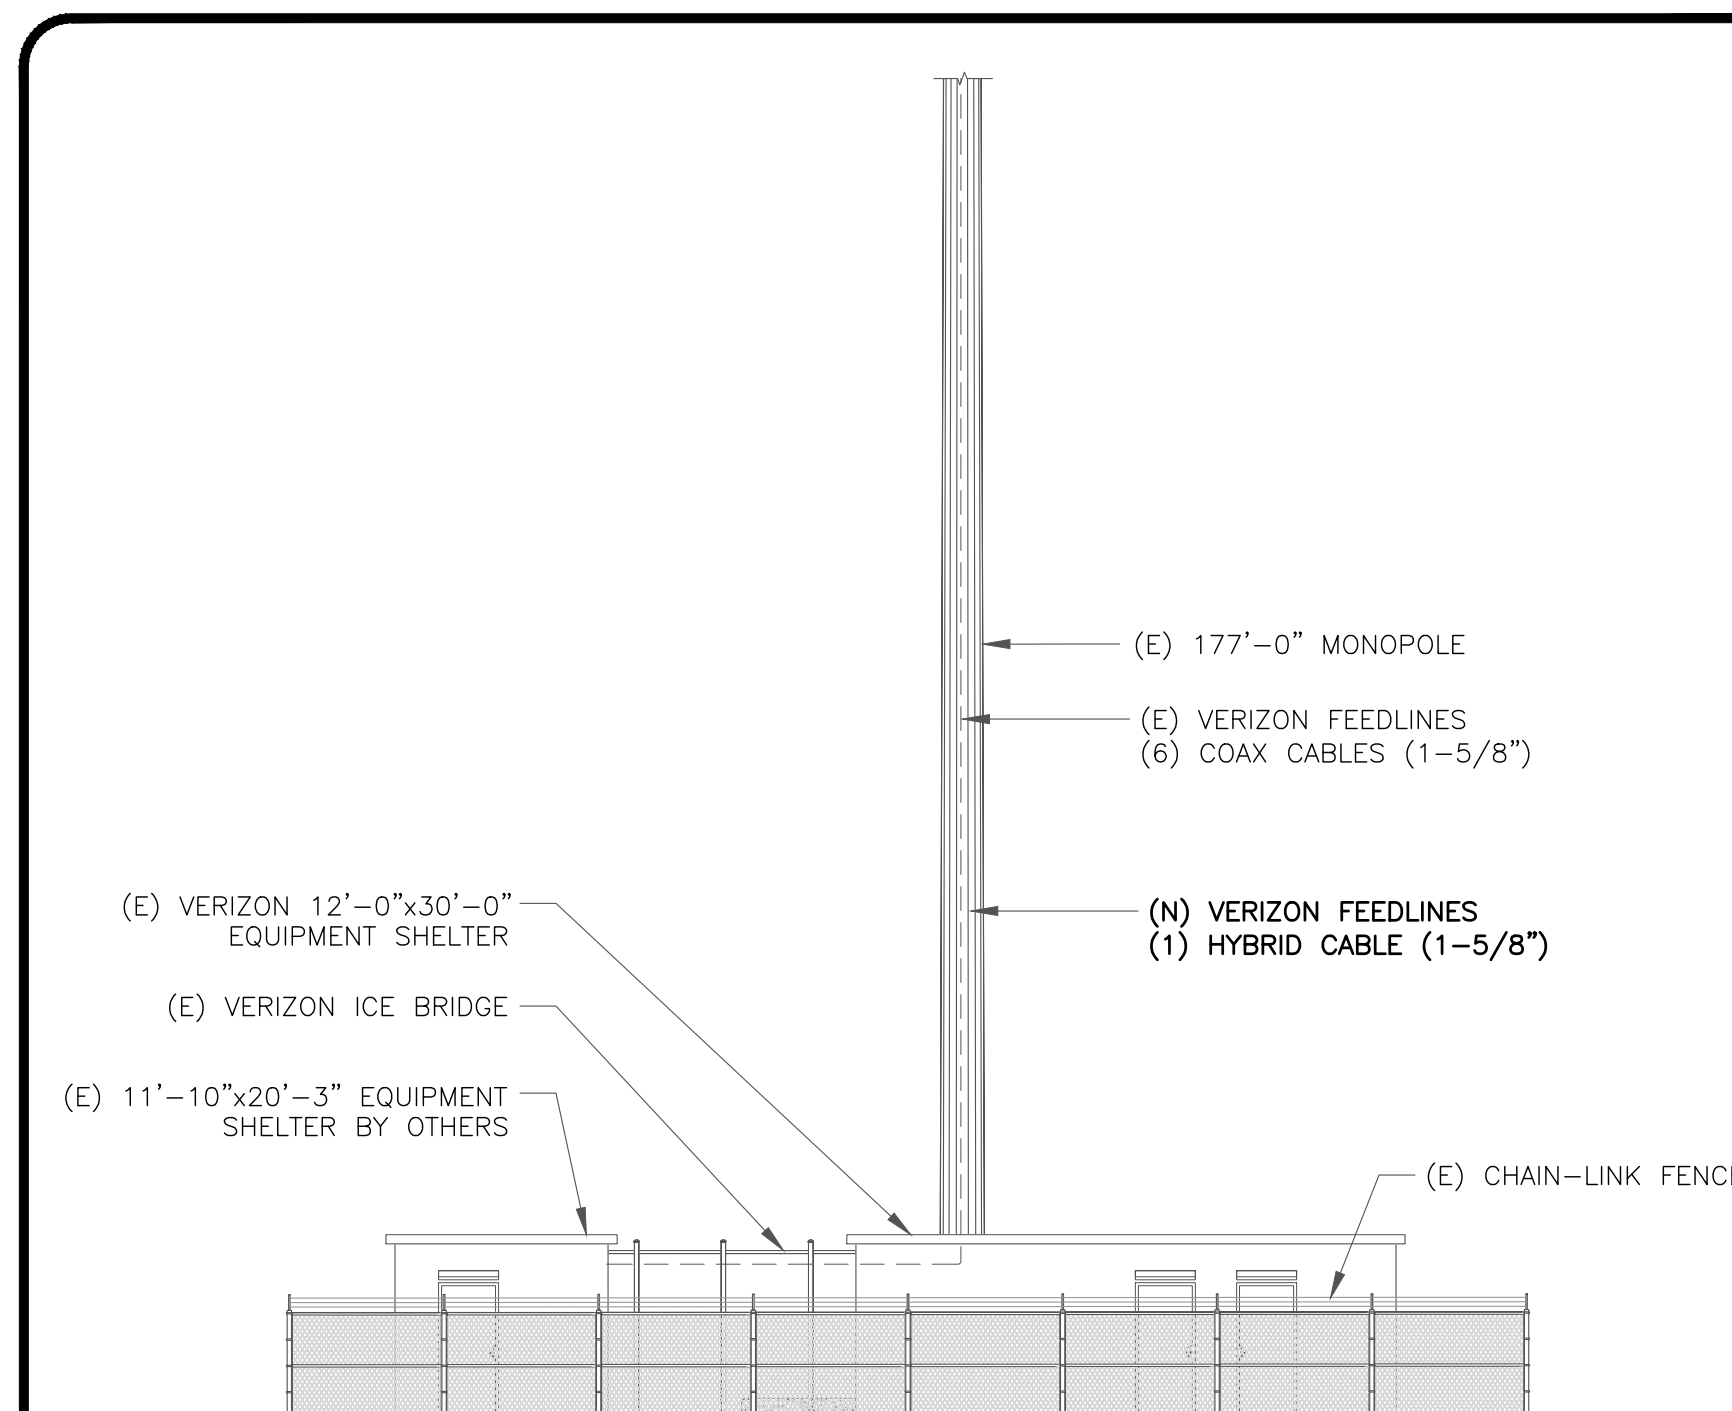 (E) 177'-0" MONOPOLE
(E) VERIZON FEEDLINES
(6) COAX CABLES (1-5/8")
(E) VERIZON 12'-0"x30'-0"
EQUIPMENT SHELTER
(N) VERIZON FEEDLINES
(1) HYBRID CABLE (1-5/8")
(E) VERIZON ICE BRIDGE
(E) 11'-10"x20'-3" EQUIPMENT
SHELTER BY OTHERS
(E) CHAIN-LINK FENC